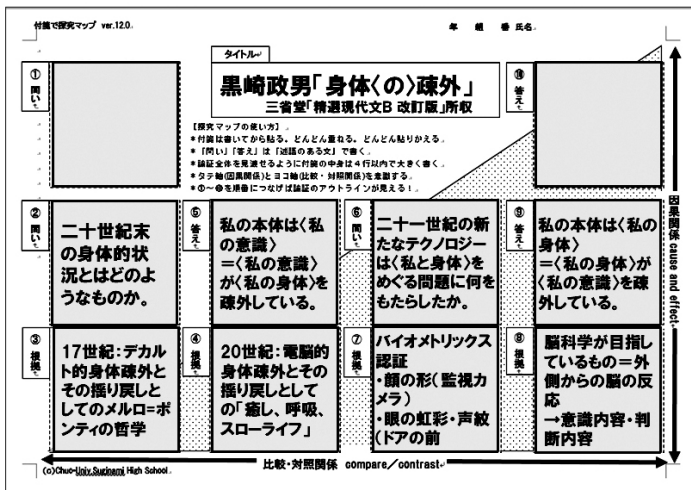 付箋で探究マップ ver.12.0
年 組 番 氏名
タイトル
黒崎政男「身体〈の〉疎外」
三省堂「精選現代文B 改訂版」所収
【探究マップの使い方】
*付箋は書いてから貼る。どんどん重ねる。どんどん貼りかえる
*「問い」「答え」は「述語のある文」で書く
*論証全体を見渡せるように付箋の中身は4行以内で大きく書く
*タテ軸(因果関係)とヨコ軸(比較・対照関係)を意識する
*①~⑩を順番につなげば論証のアウトラインが見える!
①問い
⑩答え
②問い
二十世紀末
の身体的状
況とはどのよ
うなものか。
⑤答え
私の本体は〈私
の意識〉
=〈私の意識〉
が〈私の身体〉を
疎外している。
⑥問い
二十一世紀の新
たなテクノロジー
は〈私と身体〉を
めぐる問題に何を
もたらしたか。
⑨答え
私の本体は〈私の
身体〉
=〈私の身体〉が
〈私の意識〉を疎
外している。
③根拠
17世紀:デカル
ト的身体疎外と
その揺り戻しと
してのメルロ=ポ
ンティの哲学
④根拠
20世紀:電脳的
身体疎外とその
揺り戻しとして
の「癒し、呼吸、
スローライフ」
⑦根拠
バイオメトリックス
認証
・顔の形(監視カ
メラ)
・眼の虹彩・声紋
(ドアの前
⑧根拠
脳科学が目指し
ているもの=外
側からの脳の反
応
→意識内容・判
断内容
因果関係 cause and effect
比較・対照関係 compare/contrast
(c)Chuo-Univ.Suginami High School